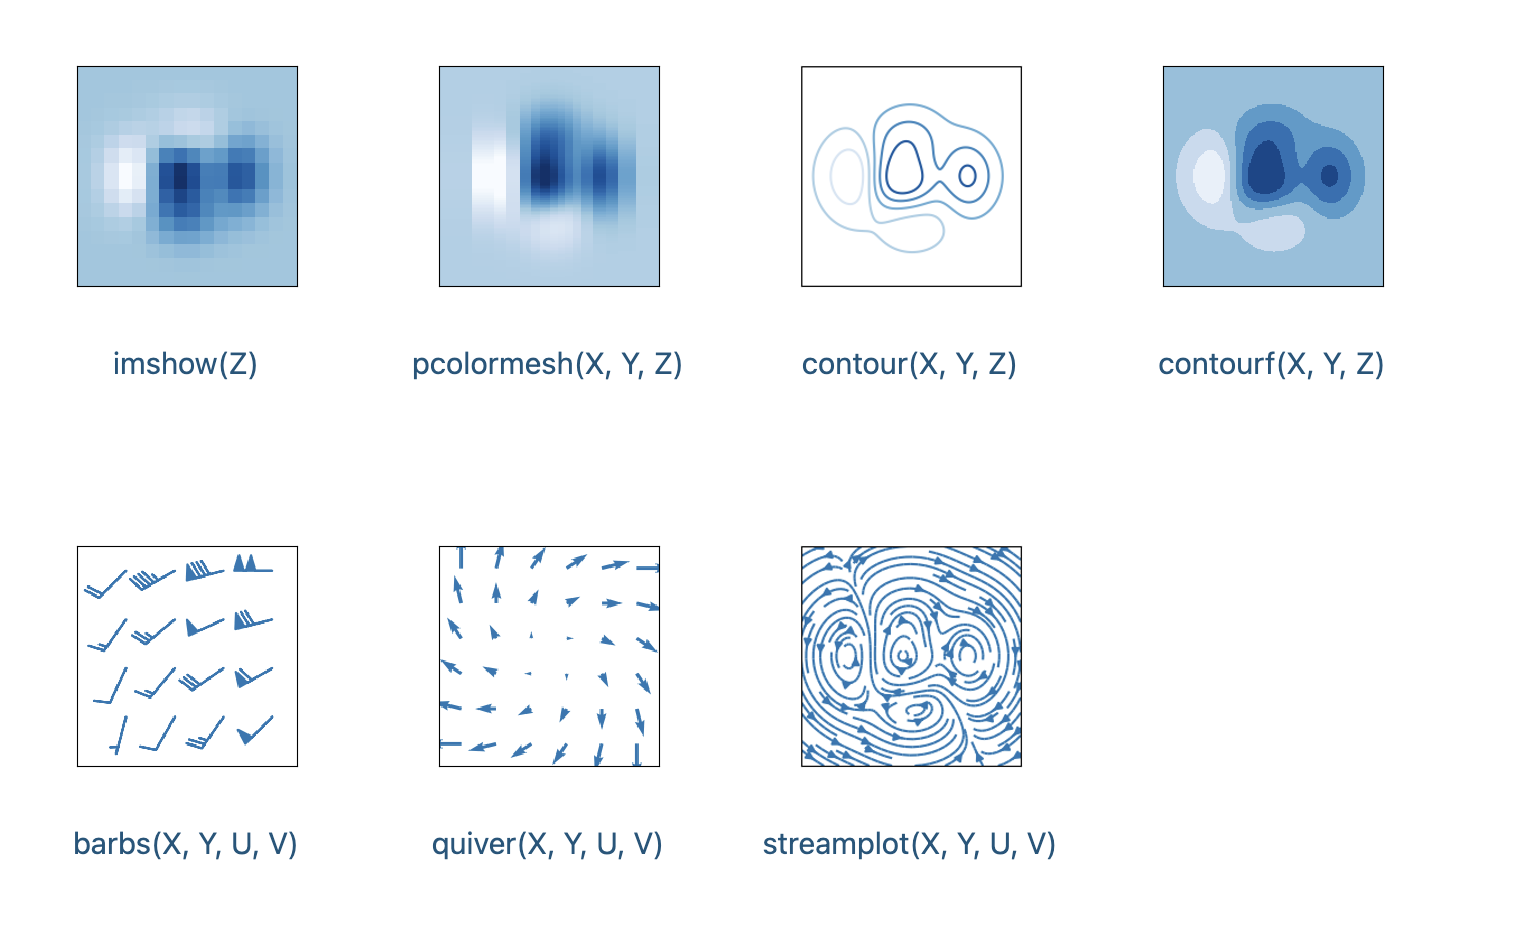 imshow(Z)
pcolormesh(X, Y, Z)
contour(X, Y, Z)
contourf(X, Y, Z)
barbs(X, Y, U, V)
quiver(X, Y, U, V)
streamplot(X, Y, U, V)